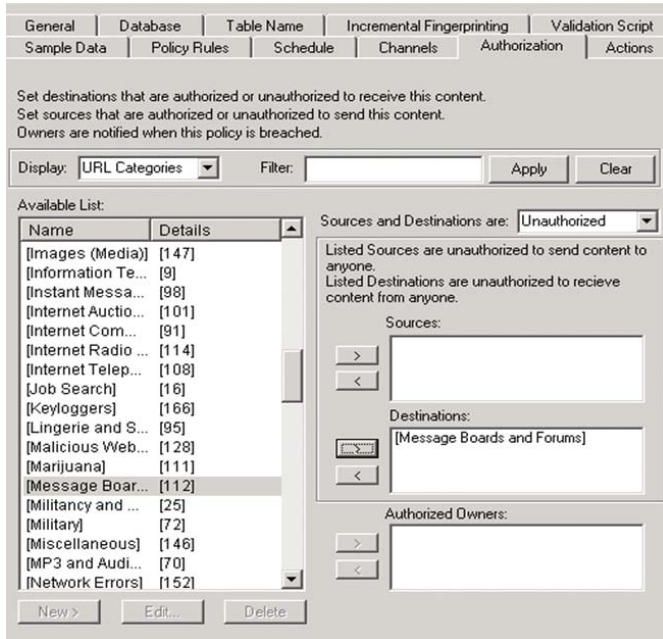 General Database Table Name Incremental Fingerprinting Validation Script
Sample Data Policy Rules Schedule Channels Authorization Actions
Set destinations that are authorized or unauthorized to receive this content.
Set sources that are authorized or unauthorized to send this content.
Owners are notified when this policy is breached.
Display: URL Categories Filter: Apply Clear
Available List:
Name Details
[Images (Media)] [147]
[Information Te... [9]
[Instant Messa... [98]
[Internet Auctio... [101]
[Internet Com... [91]
[Internet Radio ... [114]
[Internet Telep... [108]
[Job Search] [16]
[Keyloggers] [166]
[Lingerie and S... [95]
[Malicious Web... [128]
[Marijuana] [111]
[Message Boar... [112]
[Militancy and ... [25]
[Military] [72]
[Miscellaneous] [146]
[MP3 and Audi... [70]
[Network Errors] [152]
New > Edit... Delete
Sources and Destinations are: Unauthorized
Listed Sources are unauthorized to send content to
anyone.
Listed Destinations are unauthorized to recieve
content from anyone.
Sources:
>
<
Destinations:
[Message Boards and Forums]
>
<
Authorized Owners:
>
<